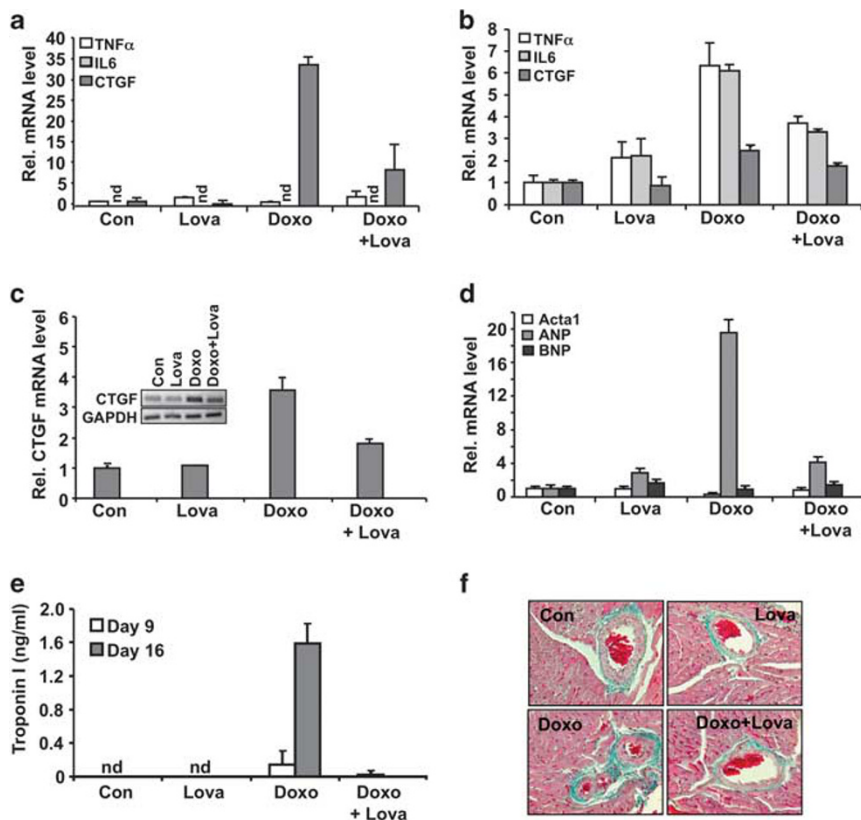 a
TNFα
IL6
CTGF
Rel. mRNA level
40
35
30
25
20
15
10
5
0
nd
nd
nd
nd
Con
Lova
Doxo
Doxo
+Lova
b
TNFα
IL6
CTGF
Rel. mRNA level
8
7
6
5
4
3
2
1
0
Con
Lova
Doxo
Doxo
+Lova
c
Rel. CTGF mRNA level
6
5
4
3
2
1
0
Con
Lova
Doxo
Doxo+Lova
CTGF
GAPDH
Con
Lova
Doxo
Doxo
+ Lova
d
Acta1
ANP
BNP
Rel. mRNA level
20
16
12
8
4
0
Con
Lova
Doxo
Doxo
+Lova
e
Day 9
Day 16
Troponin I (ng/ml)
2.0
1.6
1.2
0.8
0.4
0
nd
nd
Con
Lova
Doxo
Doxo
+ Lova
f
Con
Lova
Doxo
Doxo+Lova